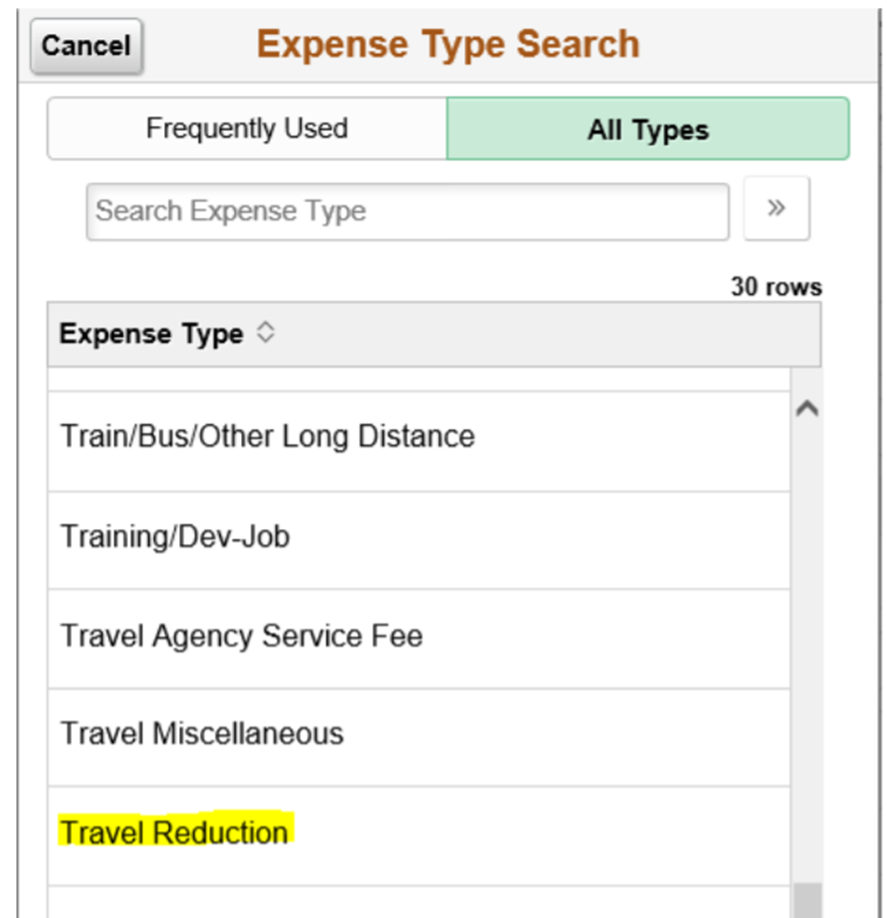 Cancel
Expense Type Search
Frequently Used
All Types
Search Expense Type
»
30 rows
Expense Type
Train/Bus/Other Long Distance
Training/Dev-Job
Travel Agency Service Fee
Travel Miscellaneous
Travel Reduction